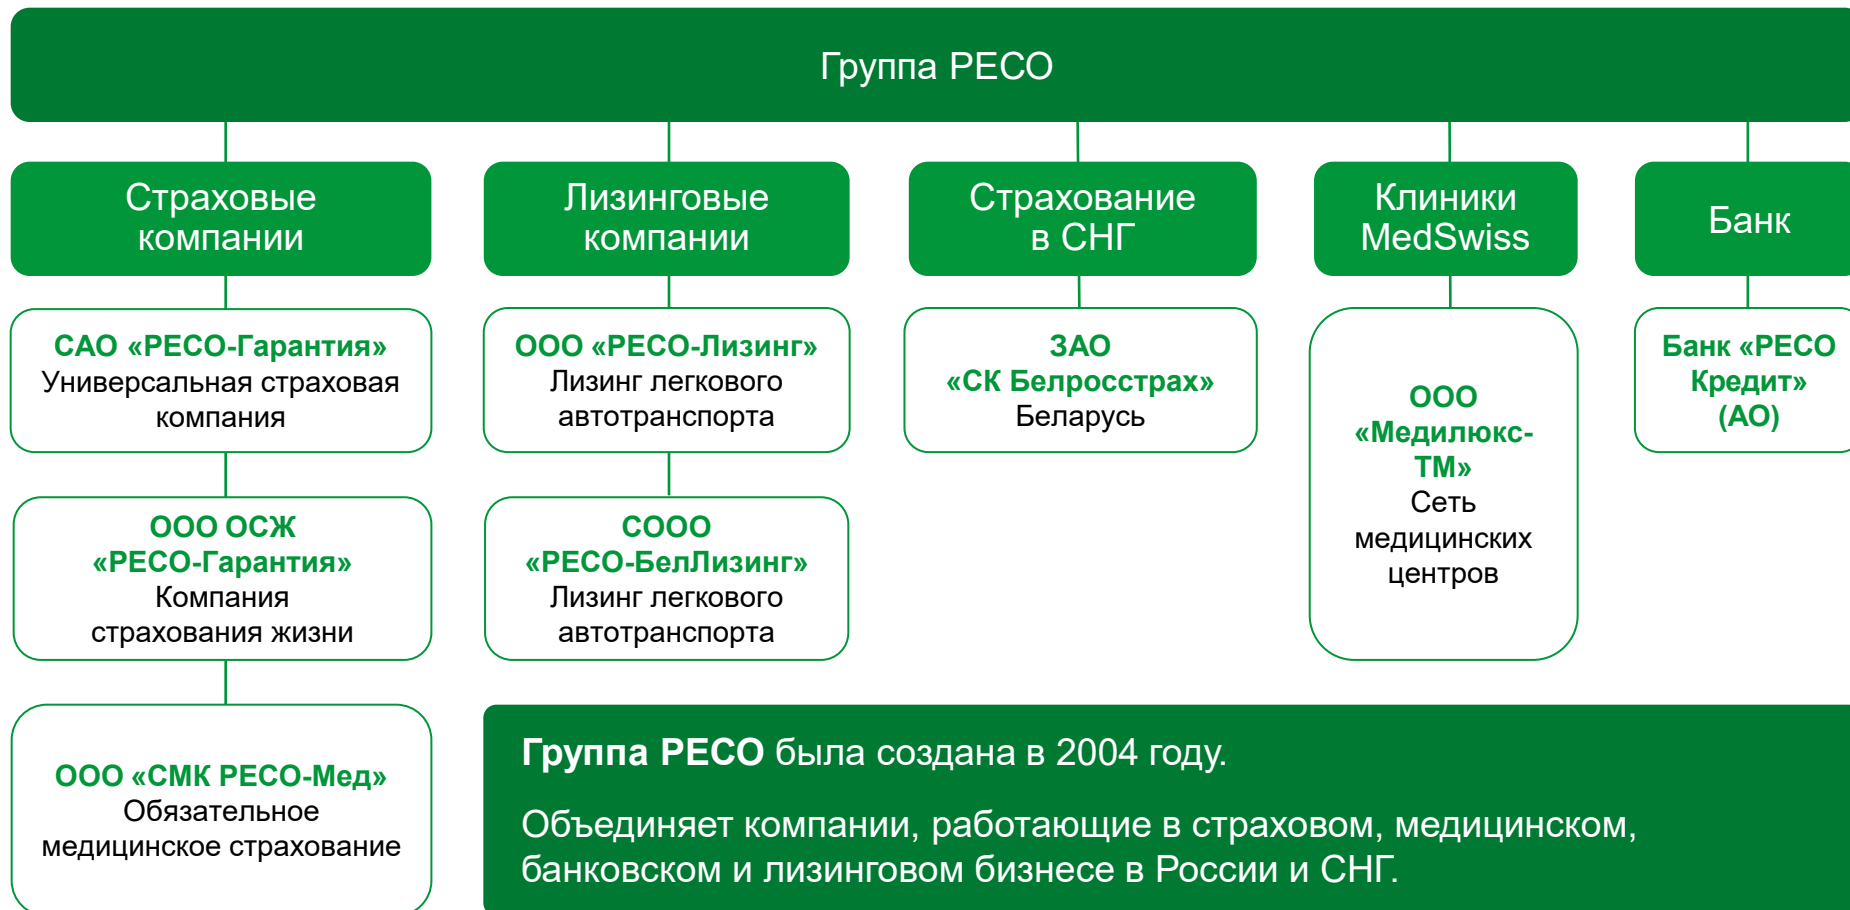 Группа РЕСО
Страховые
компании
Лизинговые
компании
Страхование
в СНГ
Клиники
MedSwiss
Банк
САО «РЕСО-Гарантия»
Универсальная страховая
компания
ООО «РЕСО-Лизинг»
Лизинг легкового
автотранспорта
ЗАО
«СК Белросстрах»
Беларусь
ООО
«Медилюкс-
ТМ»
Сеть
медицинских
центров
Банк «РЕСО
Кредит»
(АО)
ООО ОСЖ
«РЕСО-Гарантия»
Компания
страхования жизни
СООО
«РЕСО-БелЛизинг»
Лизинг легкового
автотранспорта
ООО «СМК РЕСО-Мед»
Обязательное
медицинское страхование
Группа РЕСО была создана в 2004 году.
Объединяет компании, работающие в страховом, медицинском,
банковском и лизинговом бизнесе в России и СНГ.